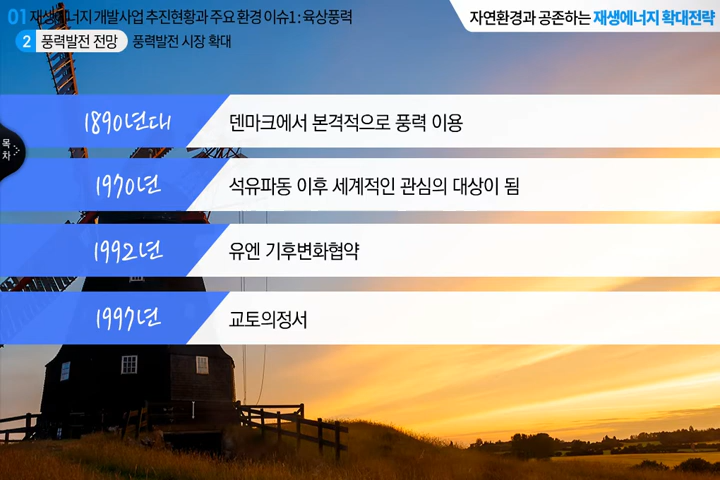 01 재생에너지 개발사업 추진현황과 주요 환경 이슈1 : 육상풍력
자연환경과 공존하는 재생에너지 확대전략
2 풍력발전 전망 풍력발전 시장 확대
1890년대 덴마크에서 본격적으로 풍력 이용
목차
1970년 석유파동 이후 세계적인 관심의 대상이 됨
1992년 유엔 기후변화협약
1997년 교토의정서